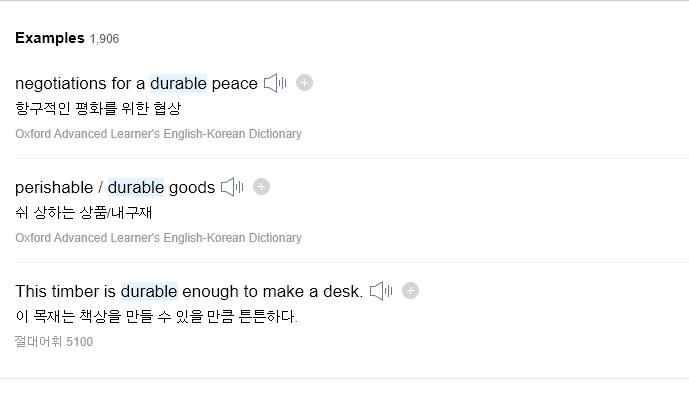 Examples 1,906
negotiations for a durable peace
항구적인 평화를 위한 협상
Oxford Advanced Learner's English-Korean Dictionary
perishable / durable goods
쉬 상하는 상품/내구재
Oxford Advanced Learner's English-Korean Dictionary
This timber is durable enough to make a desk.
이 목재는 책상을 만들 수 있을 만큼 튼튼하다.
절대어휘 5100